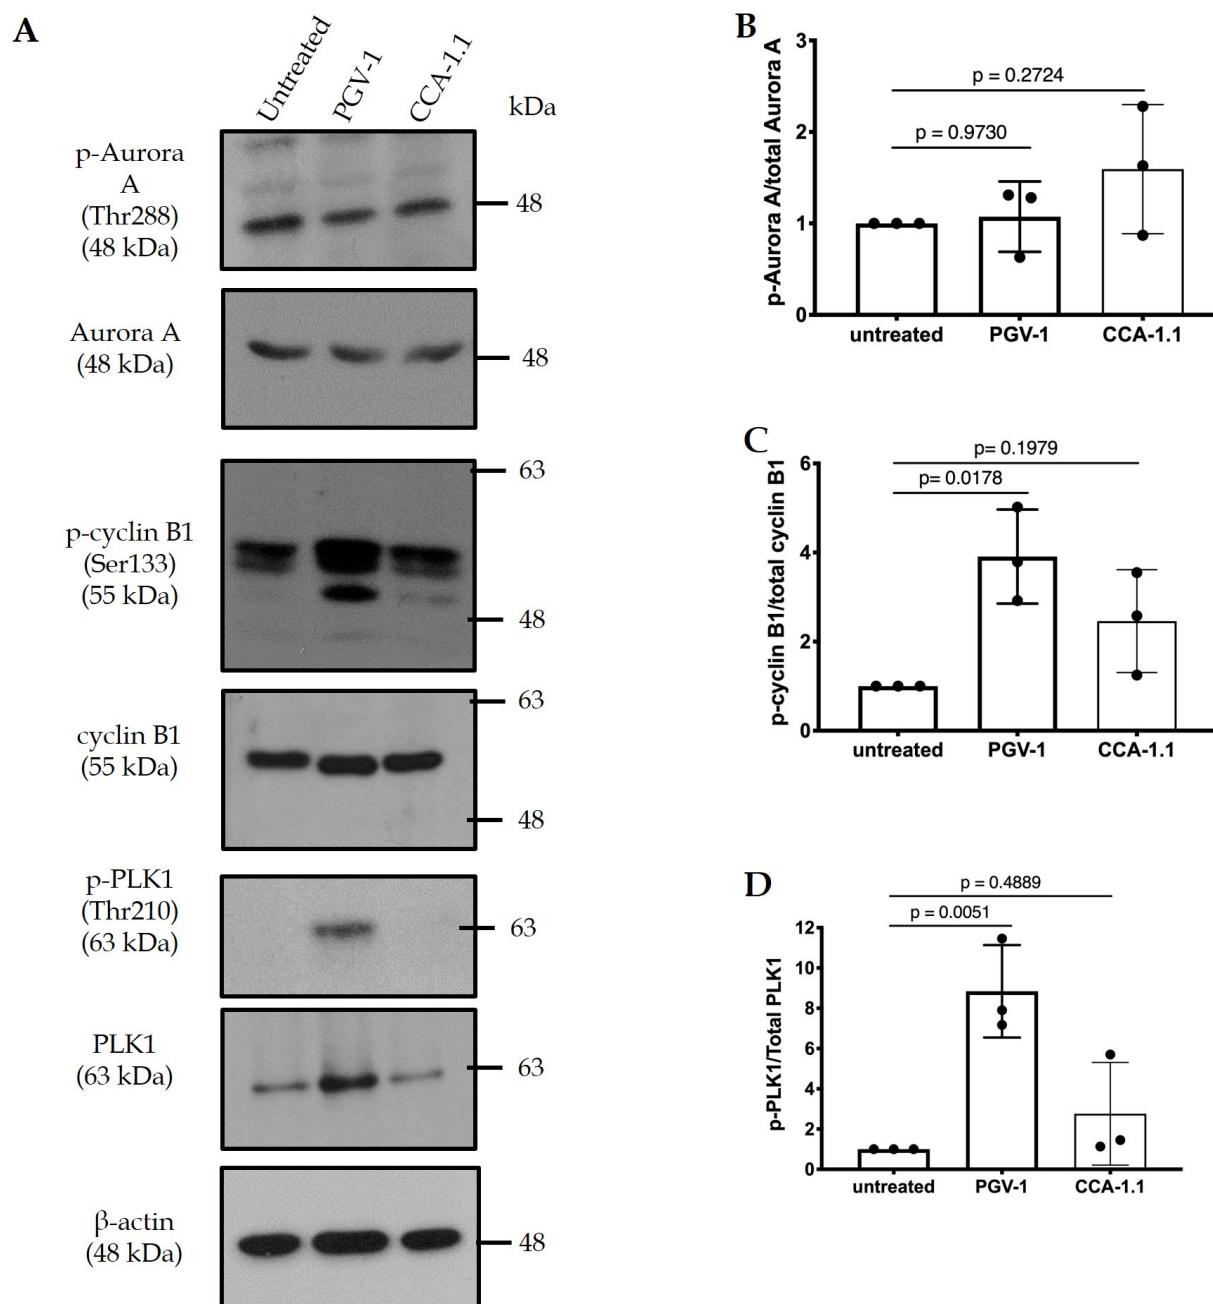 A
Untreated
PGV-1
CCA-1.1
kDa
p-Aurora
A
(Thr288)
(48 kDa)
48
Aurora A
(48 kDa)
48
63
p-cyclin B1
(Ser133)
(55 kDa)
48
63
cyclin B1
(55 kDa)
48
p-PLK1
(Thr210)
(63 kDa)
63
PLK1
(63 kDa)
63
β-actin
(48 kDa)
48
B
p-Aurora A/total Aurora A
3
2
1
0
p = 0.2724
p = 0.9730
untreated
PGV-1
CCA-1.1
C
p-cyclin B1/total cyclin B1
6
4
2
0
p= 0.1979
p= 0.0178
untreated
PGV-1
CCA-1.1
D
p-PLK1/Total PLK1
12
10
8
6
4
2
0
p = 0.4889
p = 0.0051
untreated
PGV-1
CCA-1.1